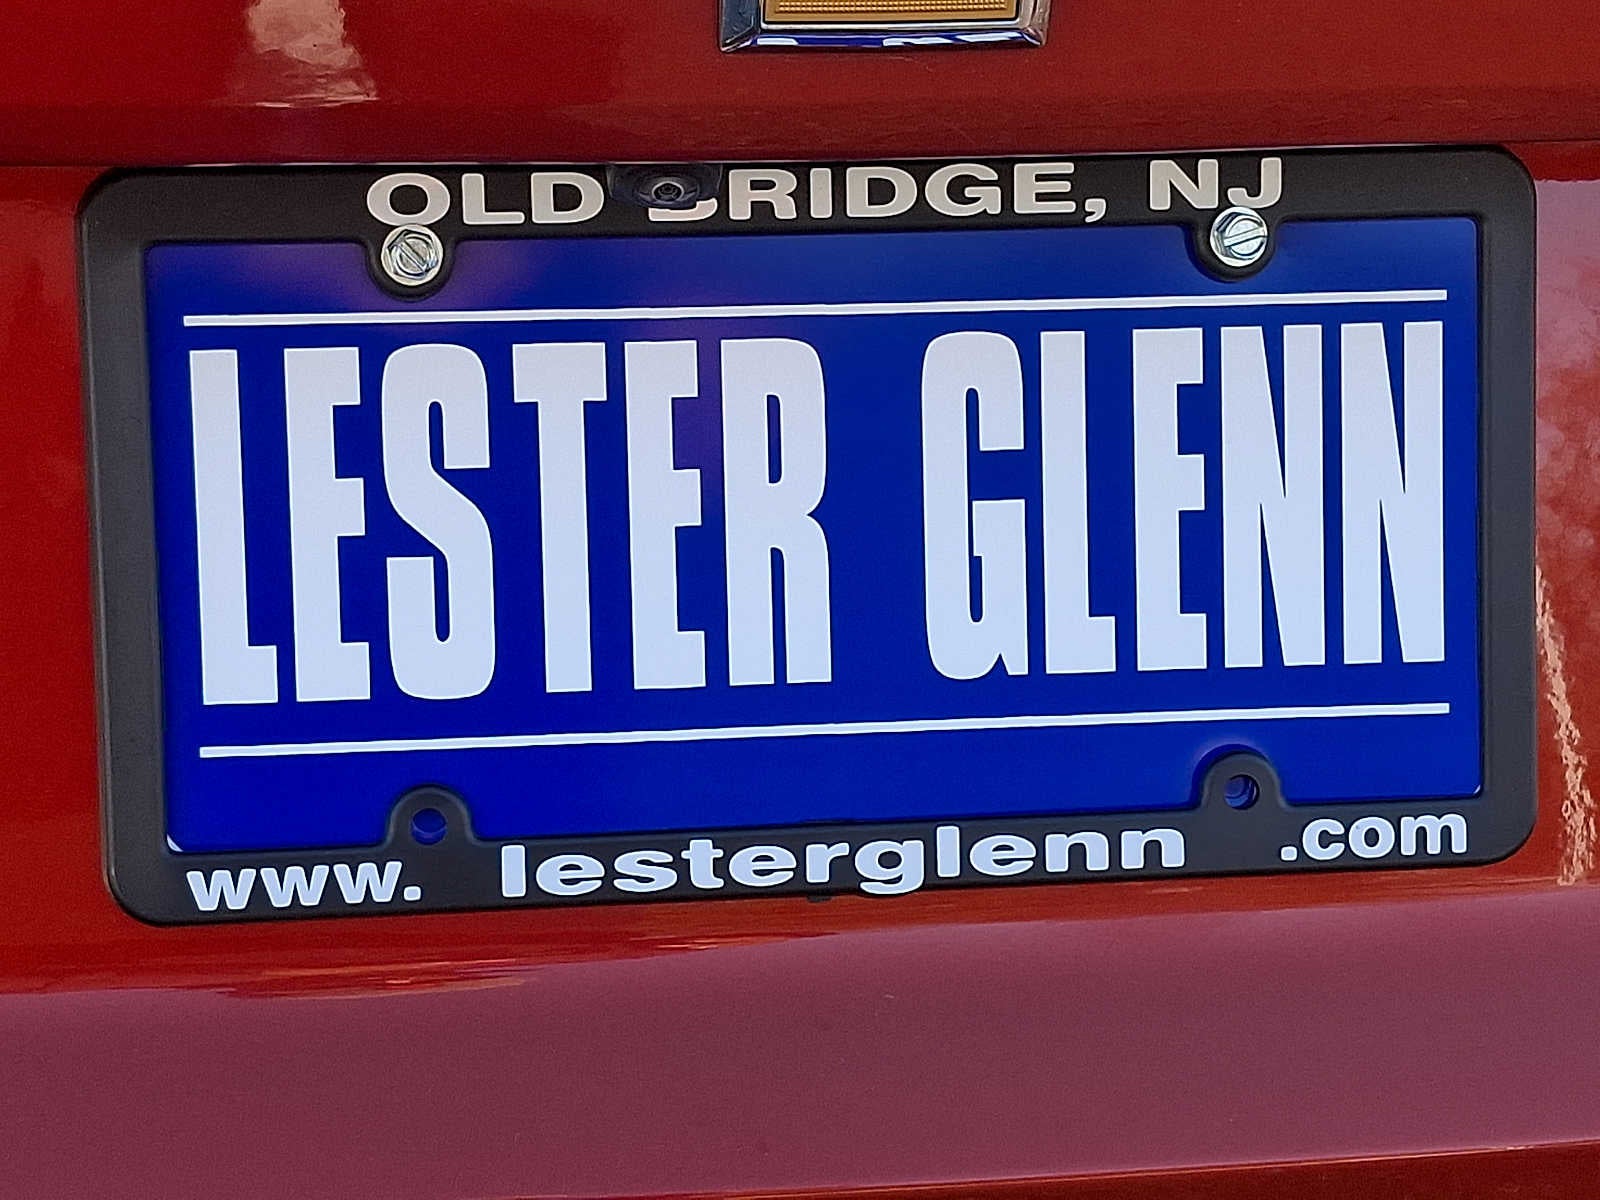 OLD BRIDGE, NJ
LESTER GLENN
www. lesterglenn .com